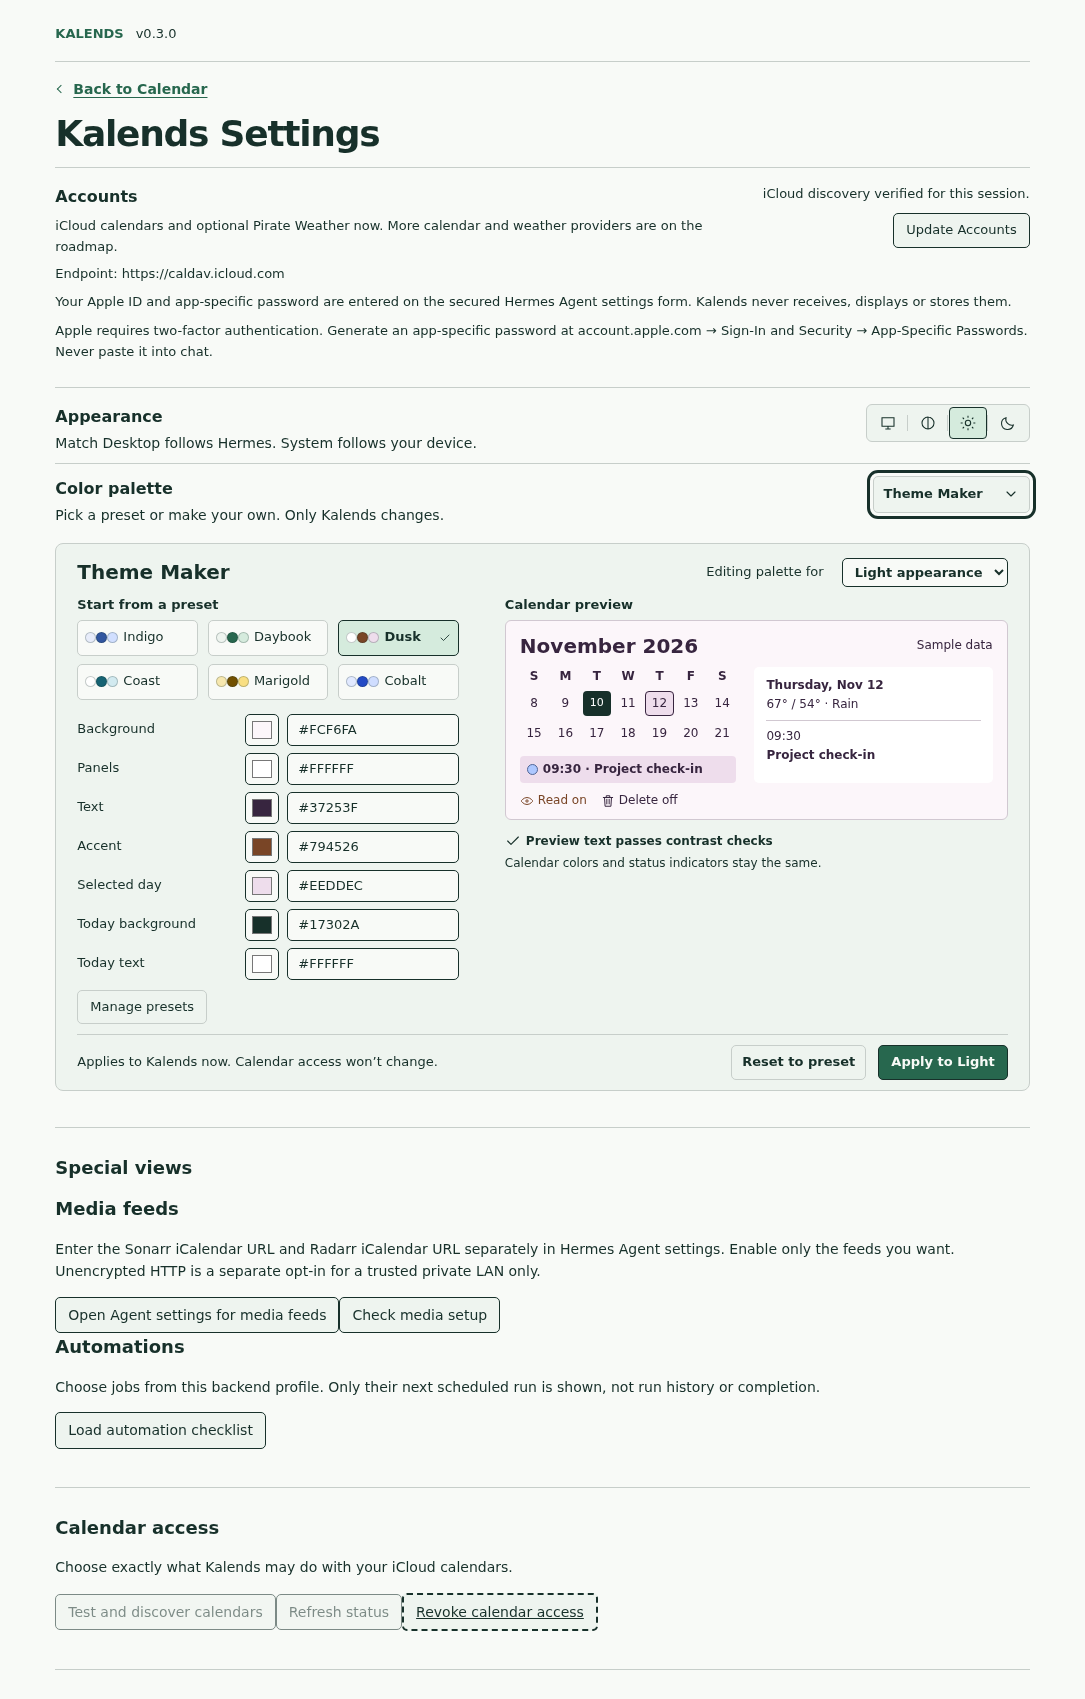 KALENDS v0.3.0
Back to Calendar
Kalends Settings
Accounts
iCloud discovery verified for this session.
iCloud calendars and optional Pirate Weather now. More calendar and weather providers are on the
roadmap.
Update Accounts
Endpoint: https://caldav.icloud.com
Your Apple ID and app-specific password are entered on the secured Hermes Agent settings form. Kalends never receives, displays or stores them.
Apple requires two-factor authentication. Generate an app-specific password at account.apple.com → Sign-In and Security → App-Specific Passwords.
Never paste it into chat.
Appearance
Match Desktop follows Hermes. System follows your device.
Color palette
Pick a preset or make your own. Only Kalends changes.
Theme Maker
Theme Maker
Editing palette for
Light appearance
Start from a preset
Indigo
Daybook
Dusk
Coast
Marigold
Cobalt
Background
#FCF6FA
Panels
#FFFFFF
Text
#37253F
Accent
#794526
Selected day
#EEDDEC
Today background
#17302A
Today text
#FFFFFF
Manage presets
Calendar preview
November 2026
Sample data
S M T W T F S
8 9 10 11 12 13 14
15 16 17 18 19 20 21
09:30 · Project check-in
Read on
Delete off
Thursday, Nov 12
67° / 54° · Rain
09:30
Project check-in
Preview text passes contrast checks
Calendar colors and status indicators stay the same.
Applies to Kalends now. Calendar access won’t change.
Reset to preset
Apply to Light
Special views
Media feeds
Enter the Sonarr iCalendar URL and Radarr iCalendar URL separately in Hermes Agent settings. Enable only the feeds you want.
Unencrypted HTTP is a separate opt-in for a trusted private LAN only.
Open Agent settings for media feeds
Check media setup
Automations
Choose jobs from this backend profile. Only their next scheduled run is shown, not run history or completion.
Load automation checklist
Calendar access
Choose exactly what Kalends may do with your iCloud calendars.
Test and discover calendars
Refresh status
Revoke calendar access